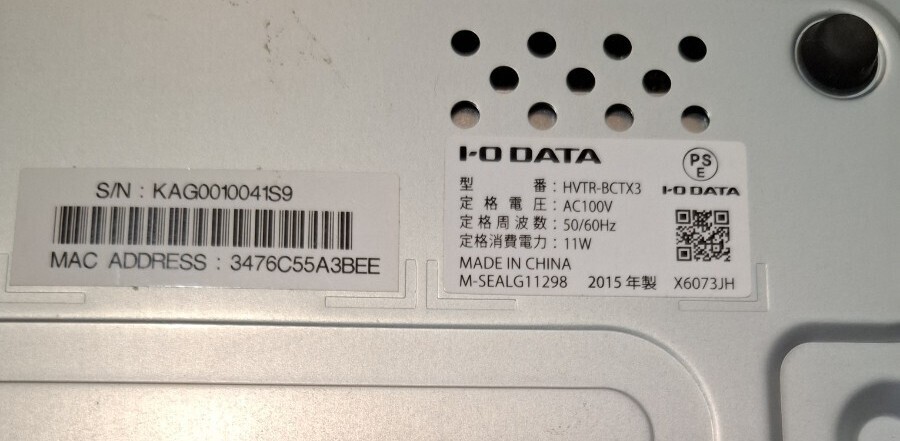 S/N : KAG0010041S9
MAC ADDRESS : 3476C55A3BEE
I-O DATA
PS
E
型 番 : HVTR-BCTX3
I-O DATA
定 格 電 圧 : AC100V
定 格 周 波 数 : 50/60Hz
定格消費電力 : 11W
MADE IN CHINA
M-SEALG11298 2015 年製 X6073JH